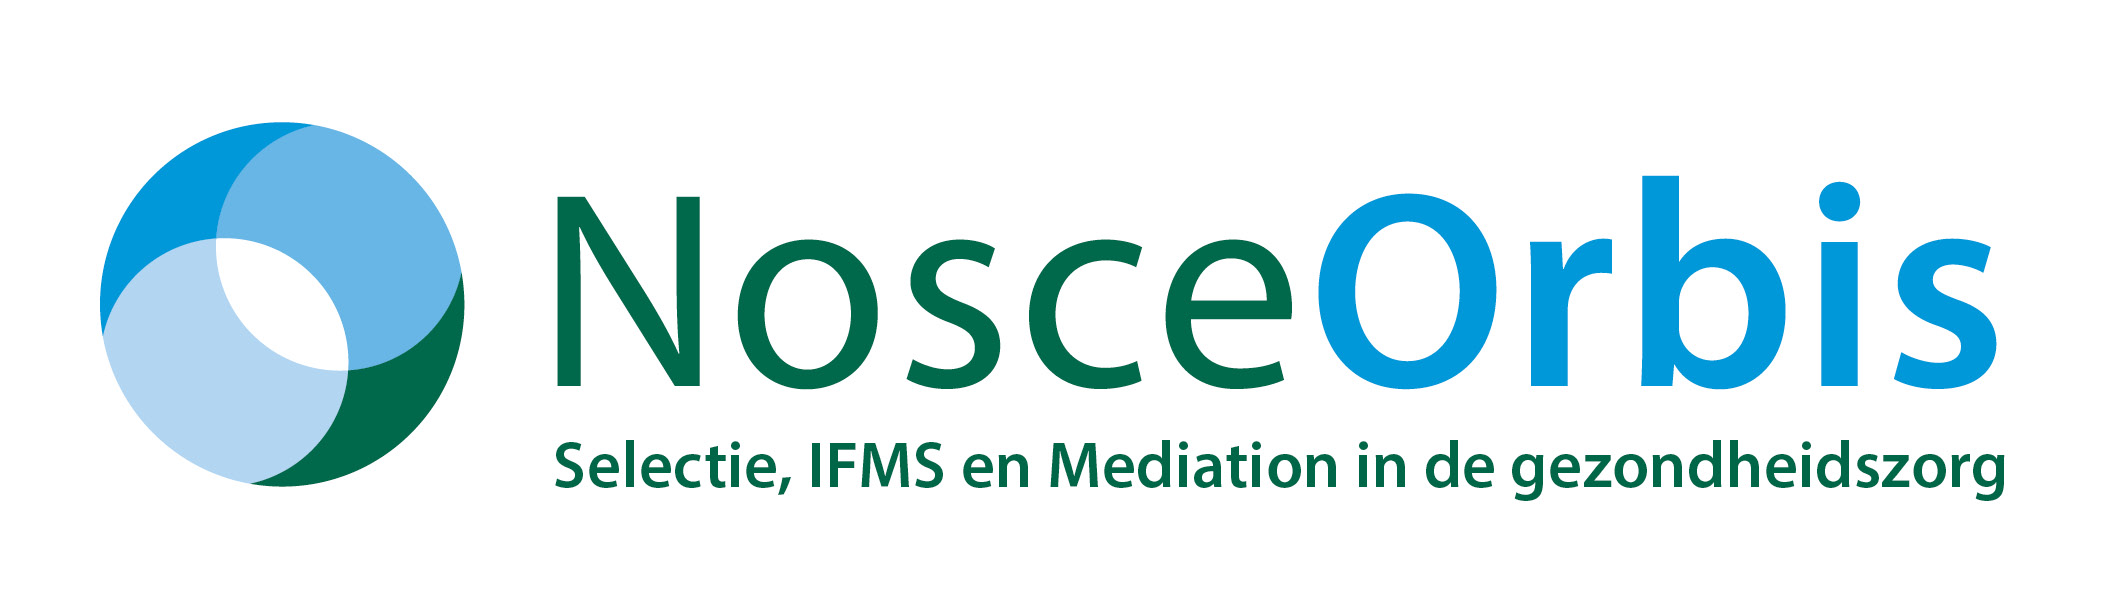 NosceOrbis
Selectie, IFMS en Mediation in de gezondheidszorg